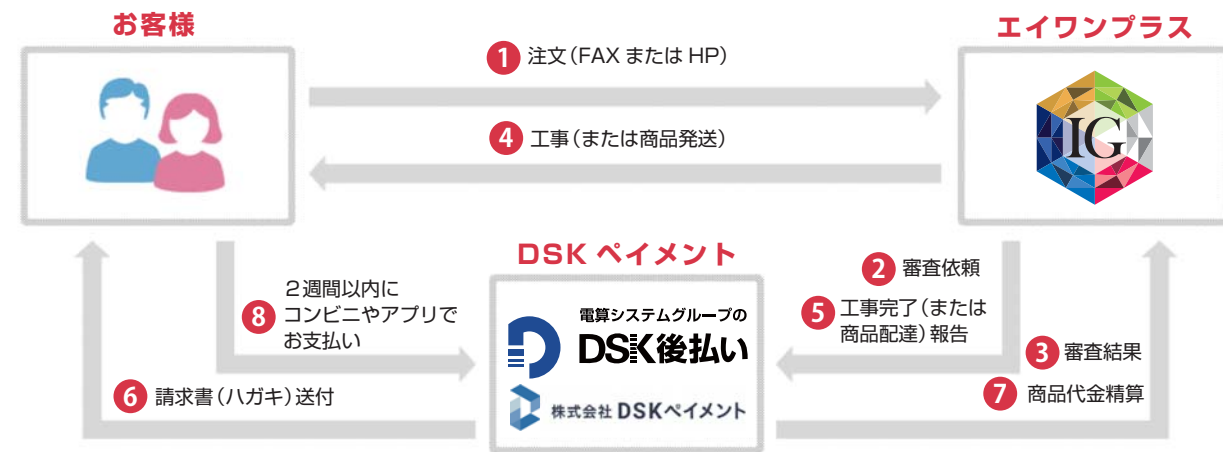 お客様
エイワンプラス
1 注文(FAX または HP)
4 工事(または商品発送)
IG
DSK ペイメント
2 審査依頼
5 工事完了(または
商品配達)報告
8 2週間以内に
コンビニやアプリで
お支払い
電算システムグループの
DSK後払い
株式会社DSKペイメント
3 審査結果
7 商品代金精算
6 請求書(ハガキ)送付